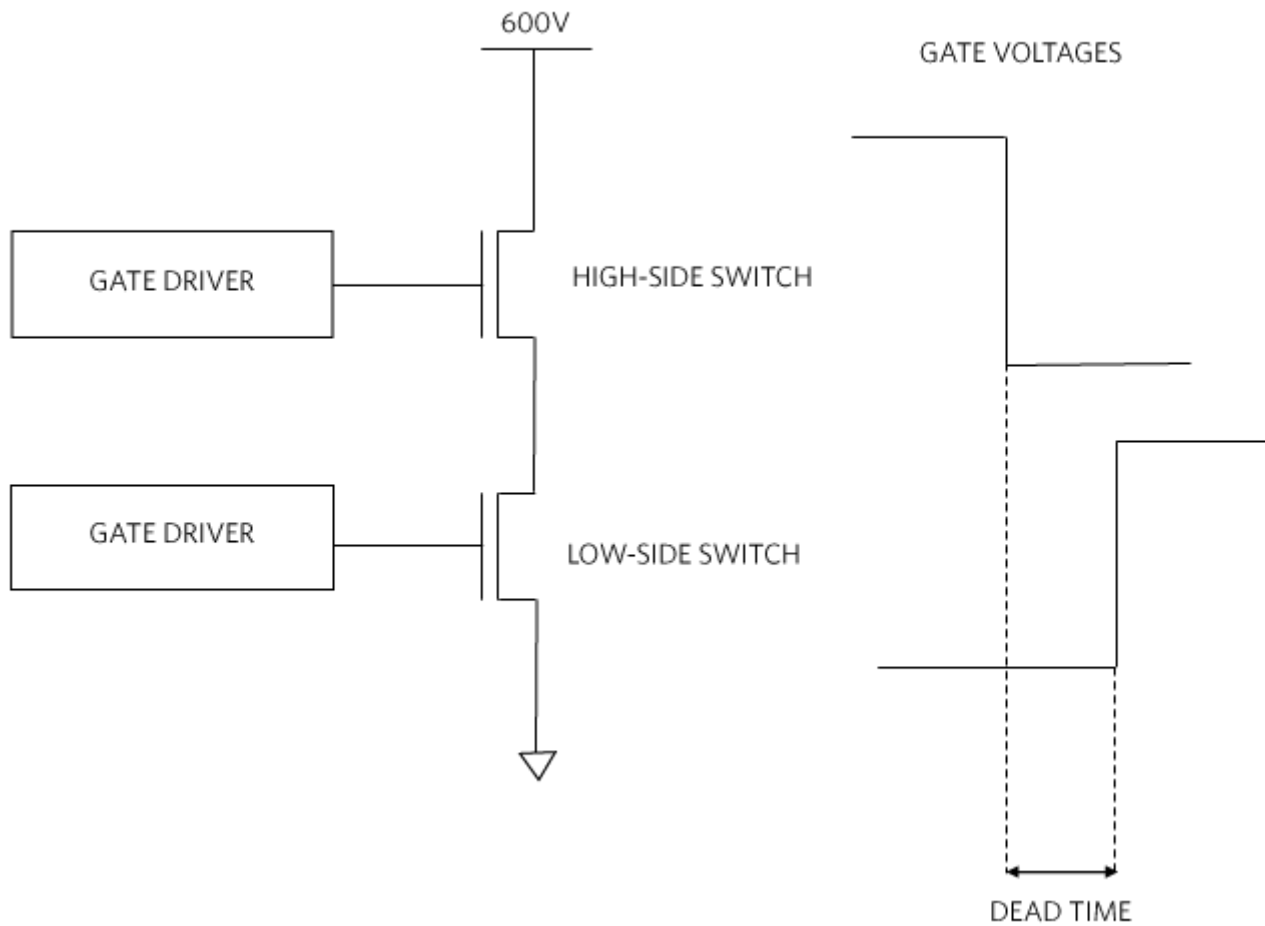 600V
GATE VOLTAGES
GATE DRIVER
HIGH-SIDE SWITCH
GATE DRIVER
LOW-SIDE SWITCH
DEAD TIME